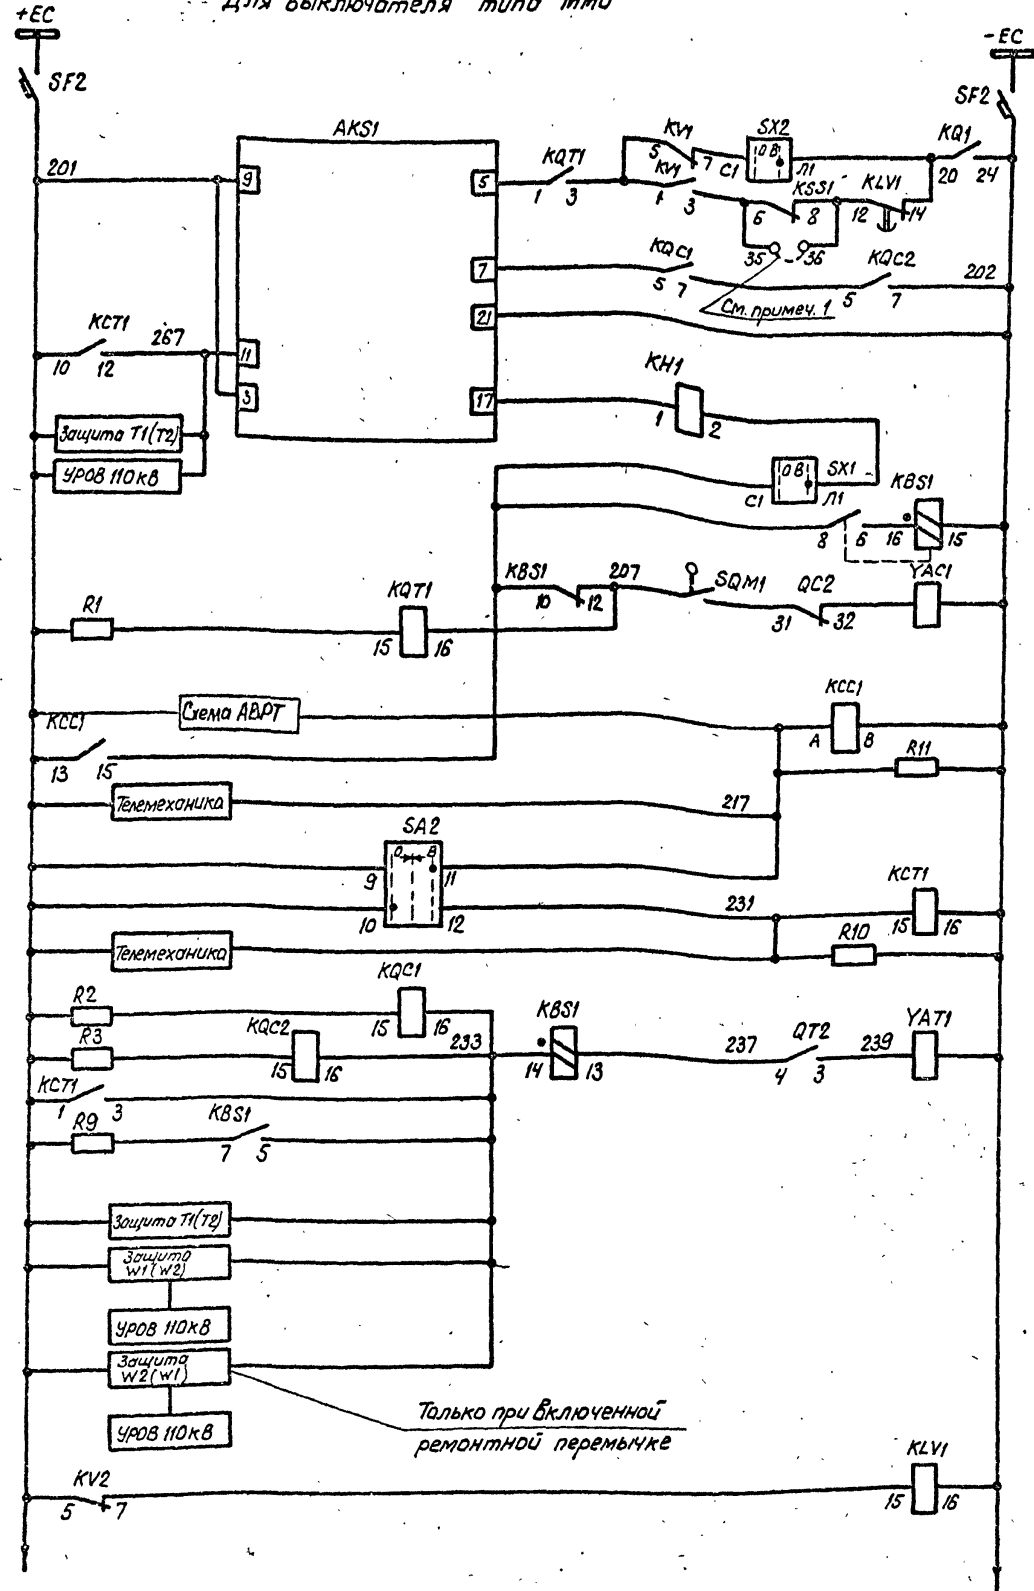 Для выключателя типа ММО
+EC
-EC
SF2
SF2
AKS1
201
9
5
KQT1
1 3
KV1
5 7
SX2
О В
C1 Л1
KQ1
20 24
KV1
1 3
KSS1
6 8
KLV1
12 14
35 - 36
7
KQC1
5 7
KQC2
5 7
202
См. примеч. 1
21
KCT1
10 12
267
11
3
17
KH1
1 2
Защита Т1(Т2)
УРОВ 110кВ
О В
SX1
C1 Л1
KBS1
8 6 16 15
KBS1
10 12
207
SQM1
QC2
31 32
YAC1
R1
KQT1
15 16
Схема АВРТ
KCC1
A B
KCC1
13 15
R11
Телемеханика
217
SA2
О В
9 11
10 12
231
KCT1
15 16
Телемеханика
R10
R2
KQC1
15 16
R3
KQC2
15 16
233
KBS1
14 13
237
QT2
4 3
239
YAT1
KCT1
1 3
R9
KBS1
7 5
Защита Т1(Т2)
Защита
W1(W2)
УРОВ 110кВ
Защита
W2(W1)
УРОВ 110кВ
Только при включенной
ремонтной перемычке
KV2
5 7
KLV1
15 16